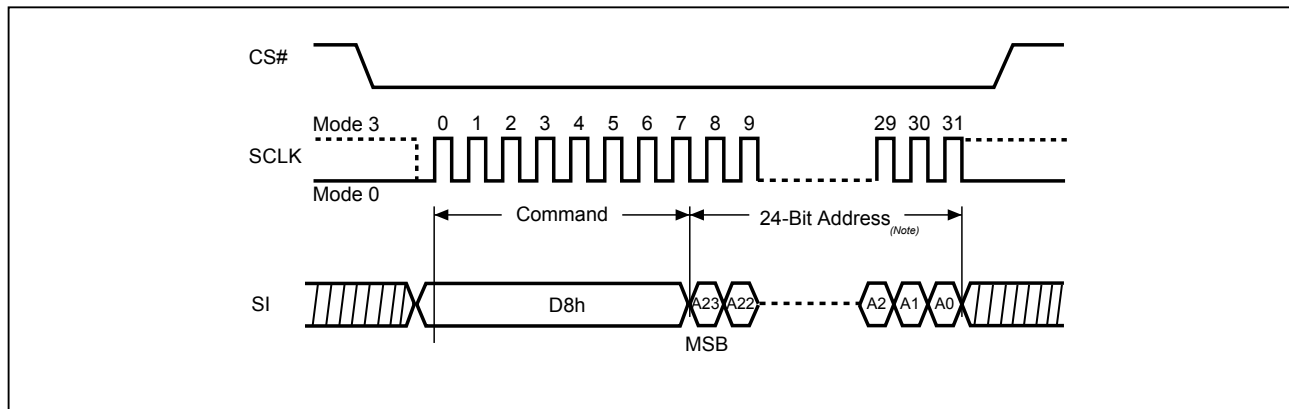 CS#
Mode 3
0 1 2 3 4 5 6 7 8 9 29 30 31
SCLK
Mode 0
Command
24-Bit Address (Note)
SI
D8h
A23 A22 A2 A1 A0
MSB